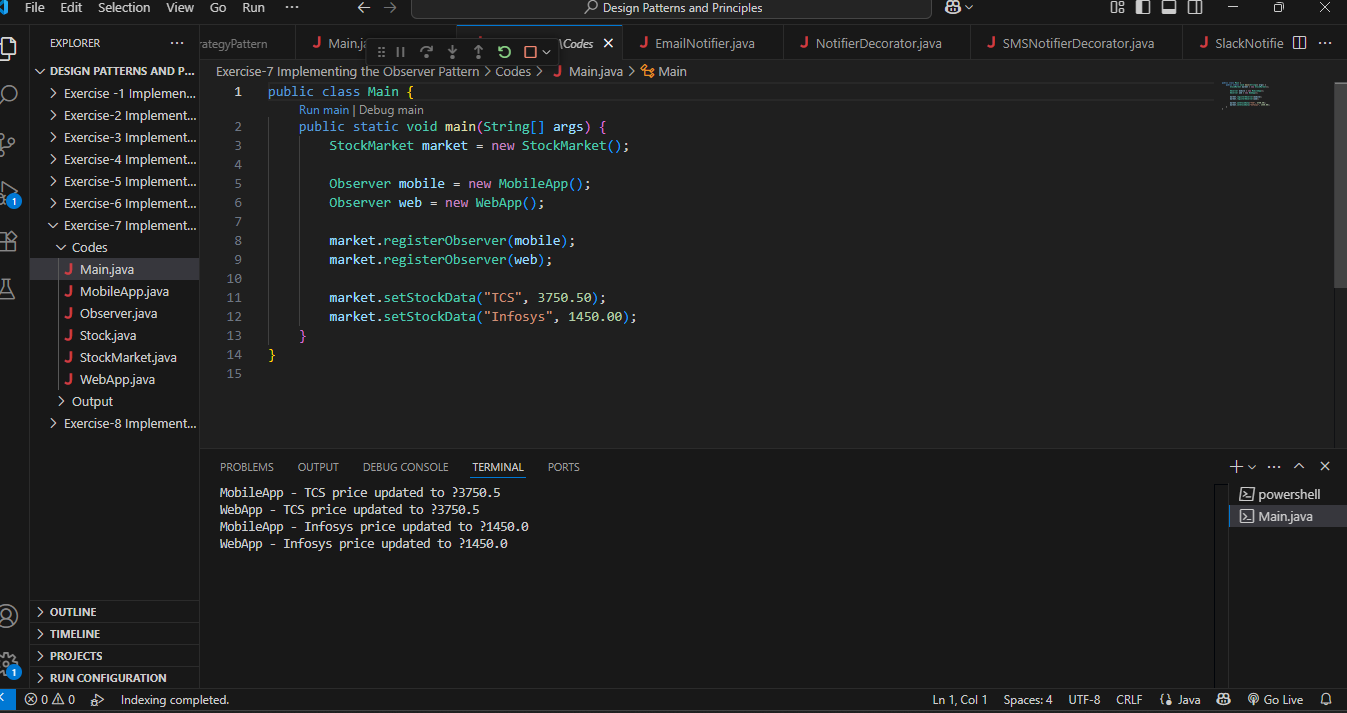 File Edit Selection View Go Run ··· Design Patterns and Principles
EXPLORER ···
rategyPattern
Main.ja
\Codes
EmailNotifier.java
NotifierDecorator.java
SMSNotifierDecorator.java
SlackNotifie
···
DESIGN PATTERNS AND P...
Exercise -1 Implemen...
Exercise-2 Implement...
Exercise-3 Implement...
Exercise-4 Implement...
Exercise-5 Implement...
Exercise-6 Implement...
Exercise-7 Implement...
Codes
Main.java
MobileApp.java
Observer.java
Stock.java
StockMarket.java
WebApp.java
Output
Exercise-8 Implement...
OUTLINE
TIMELINE
PROJECTS
RUN CONFIGURATION
1
1
Exercise-7 Implementing the Observer Pattern > Codes > Main.java > Main
1 public class Main {
Run main | Debug main
2 public static void main(String[] args) {
3 StockMarket market = new StockMarket();
4
5 Observer mobile = new MobileApp();
6 Observer web = new WebApp();
7
8 market.registerObserver(mobile);
9 market.registerObserver(web);
10
11 market.setStockData("TCS", 3750.50);
12 market.setStockData("Infosys", 1450.00);
13 }
14 }
15
PROBLEMS OUTPUT DEBUG CONSOLE TERMINAL PORTS
MobileApp - TCS price updated to ?3750.5
WebApp - TCS price updated to ?3750.5
MobileApp - Infosys price updated to ?1450.0
WebApp - Infosys price updated to ?1450.0
powershell
Main.java
0 0 Indexing completed. Ln 1, Col 1 Spaces: 4 UTF-8 CRLF {} Java Go Live